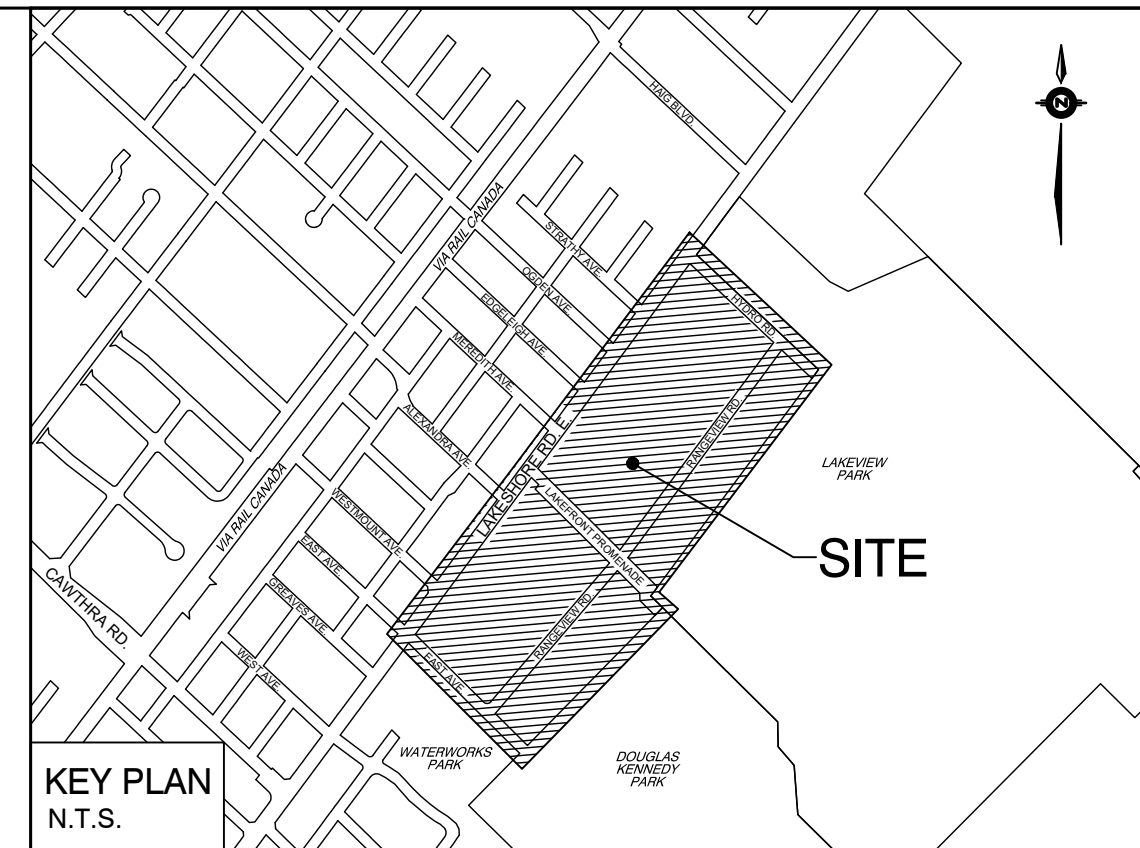 HAIG BLVD.
N
VIA RAIL CANADA
STRATHY AVE.
OGDEN AVE.
EDGELEIGH AVE.
MEREDITH AVE.
ALEXANDRA AVE.
HYDRO RD.
RANGEVIEW RD.
LAKESHORE RD. E.
LAKEVIEW
PARK
LAKEFRONT PROMENADE
SITE
VIA RAIL CANADA
WESTMOUNT AVE.
EAST AVE.
GREAVES AVE.
WEST AVE.
CAWTHRA RD.
RANGEVIEW RD.
EAST AVE.
WATERWORKS
PARK
DOUGLAS
KENNEDY
PARK
KEY PLAN
N.T.S.